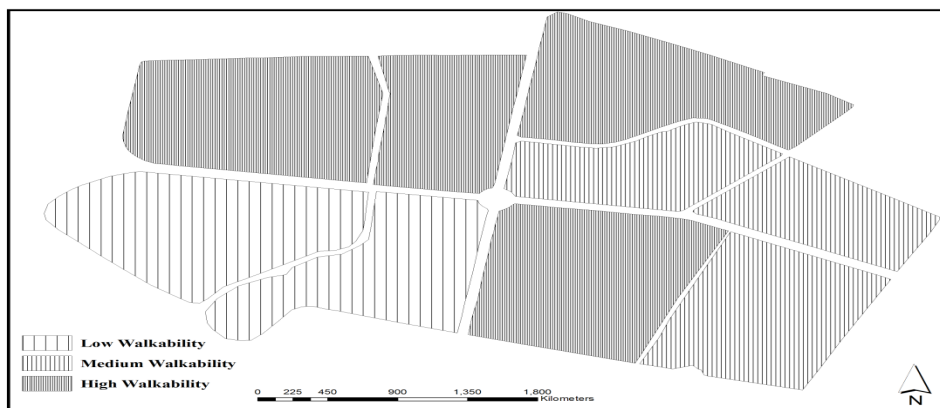 Low Walkability
Medium Walkability
High Walkability
0 225 450 900 1,350 1,800
Kilometers
N